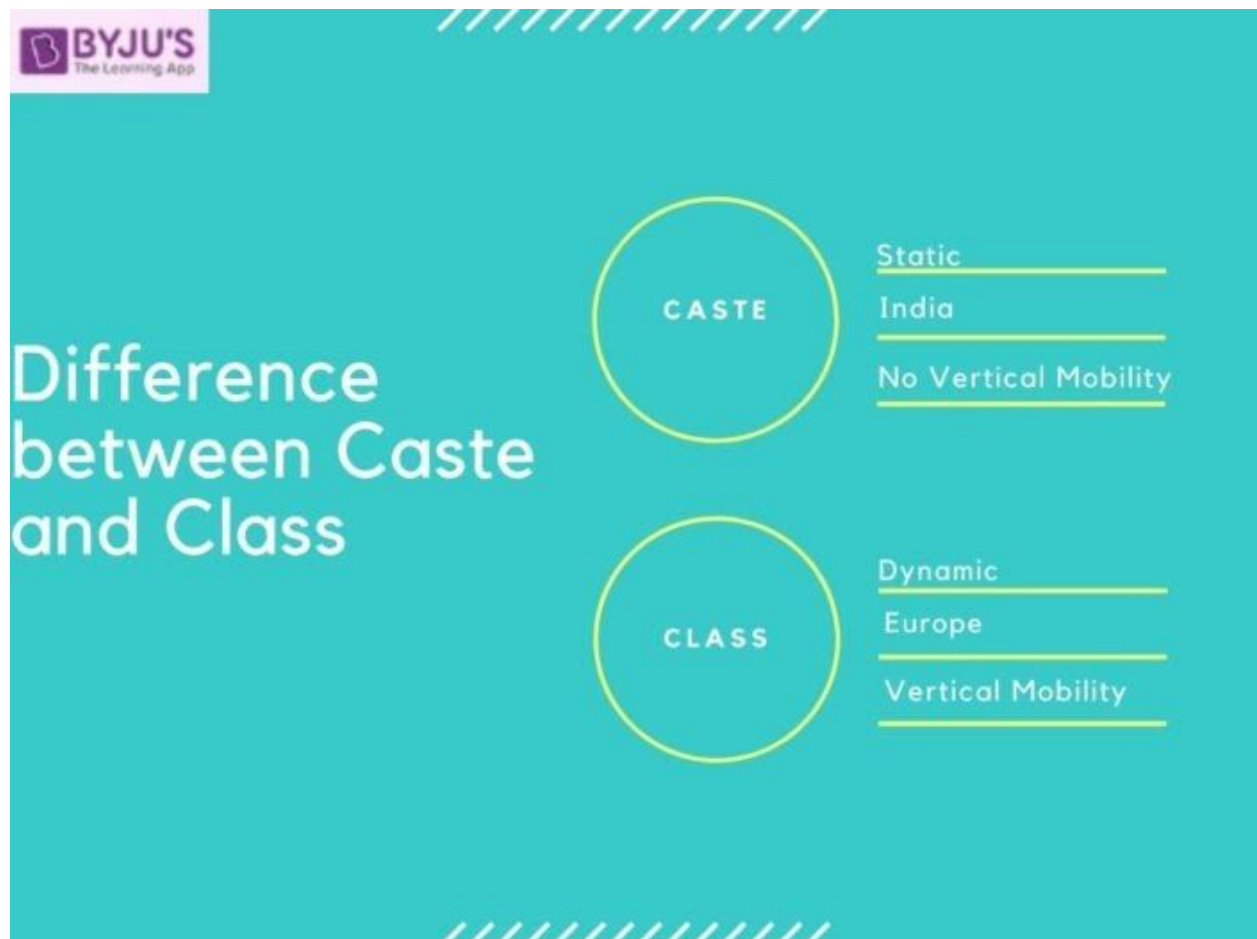 BYJU'S
The Learning App
Difference
between Caste
and Class
CASTE
Static
India
No Vertical Mobility
CLASS
Dynamic
Europe
Vertical Mobility